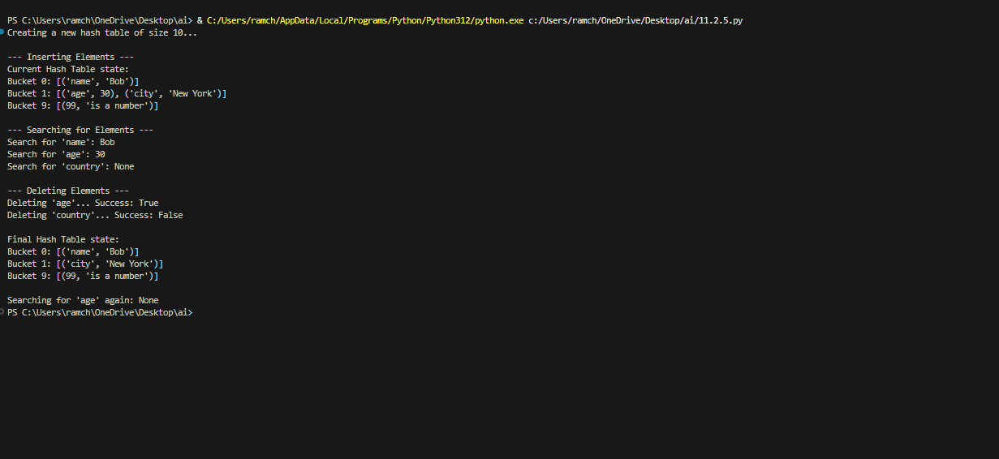 PS C:\Users\ramch\OneDrive\Desktop\ai> & C:/Users/ramch/AppData/Local/Programs/Python/Python312/python.exe c:/Users/ramch/OneDrive/Desktop/ai/11.2.5.py
Creating a new hash table of size 10...

--- Inserting Elements ---
Current Hash Table state:
Bucket 0: [('name', 'Bob')]
Bucket 1: [('age', 30), ('city', 'New York')]
Bucket 9: [(99, 'is a number')]

--- Searching for Elements ---
Search for 'name': Bob
Search for 'age': 30
Search for 'country': None

--- Deleting Elements ---
Deleting 'age'... Success: True
Deleting 'country'... Success: False

Final Hash Table state:
Bucket 0: [('name', 'Bob')]
Bucket 1: [('city', 'New York')]
Bucket 9: [(99, 'is a number')]

Searching for 'age' again: None
PS C:\Users\ramch\OneDrive\Desktop\ai>